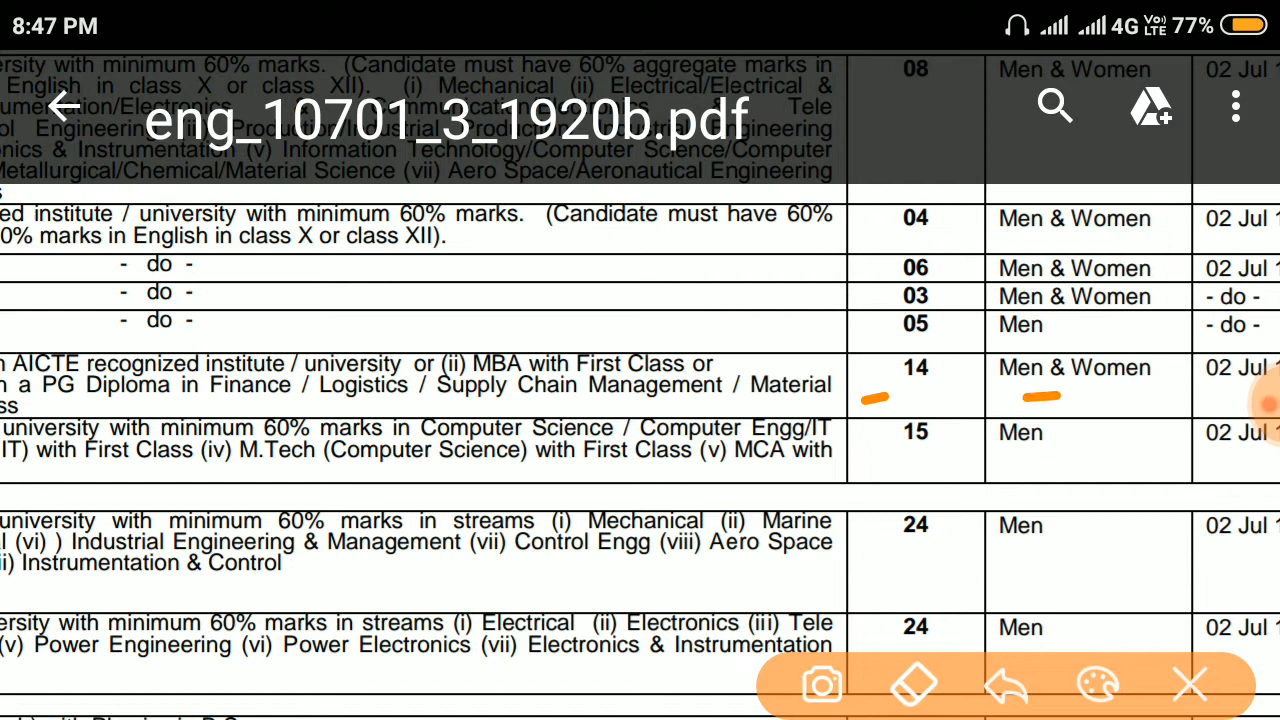 8:47 PM 4G VoLTE 77%
ersity with minimum 60% marks. (Candidate must have 60% aggregate marks in 08 Men & Women 02 Jul
English in class X or class XII). (i) Mechanical (ii) Electrical/Electrical &
eng_10701_3_1920b.pdf
Tele
nics & Instrumentation (v) Information Technology/Computer Science/Computer
Metallurgical/Chemical/Material Science (vii) Aero Space/Aeronautical Engineering
s
ed institute / university with minimum 60% marks. (Candidate must have 60% 04 Men & Women 02 Jul 1
0% marks in English in class X or class XII).
- do - 06 Men & Women 02 Jul 1
- do - 03 Men & Women - do -
- do - 05 Men - do -
n AICTE recognized institute / university or (ii) MBA with First Class or 14 Men & Women 02 Jul
n a PG Diploma in Finance / Logistics / Supply Chain Management / Material
ss
university with minimum 60% marks in Computer Science / Computer Engg/IT 15 Men 02 Jul 1
IT) with First Class (iv) M.Tech (Computer Science) with First Class (v) MCA with
university with minimum 60% marks in streams (i) Mechanical (ii) Marine 24 Men 02 Jul 1
l (vi) ) Industrial Engineering & Management (vii) Control Engg (viii) Aero Space
ii) Instrumentation & Control
ersity with minimum 60% marks in streams (i) Electrical (ii) Electronics (iii) Tele 24 Men 02 Jul 1
(v) Power Engineering (vi) Power Electronics (vii) Electronics & Instrumentation